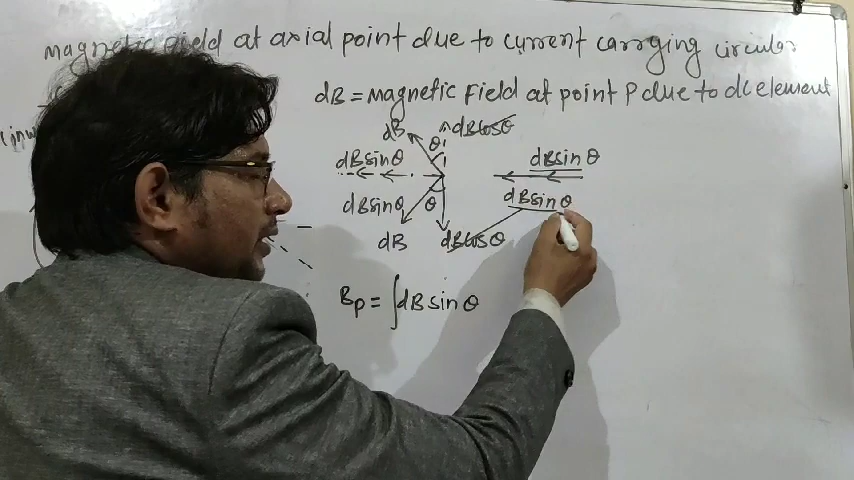 magnetic field at axial point due to current carrying circular
dB = magnetic Field at point P due to dl element
dB dBcosθ
θ
dBsinθ dBsinθ
dBsinθ θ dBsinθ
dB dBcosθ
Bp = ∫dB sin θ